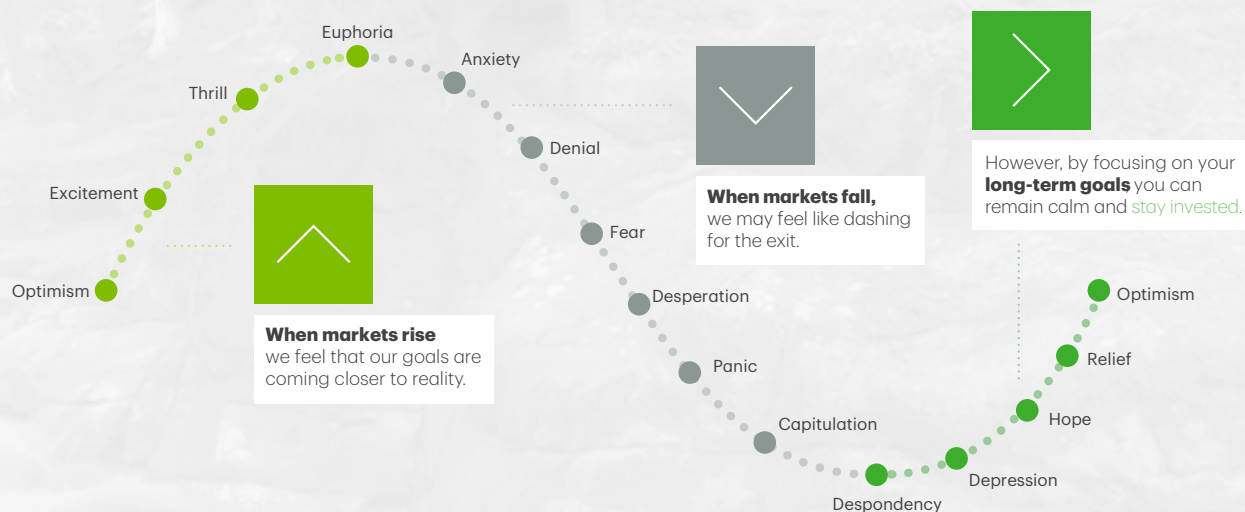 Euphoria
Anxiety
Thrill
Denial
Excitement
Fear
Optimism
Desperation
Panic
Capitulation
Despondency
Depression
Hope
Relief
Optimism
When markets rise
we feel that our goals are
coming closer to reality.
When markets fall,
we may feel like dashing
for the exit.
However, by focusing on your
long-term goals, you can
remain calm and stay invested.